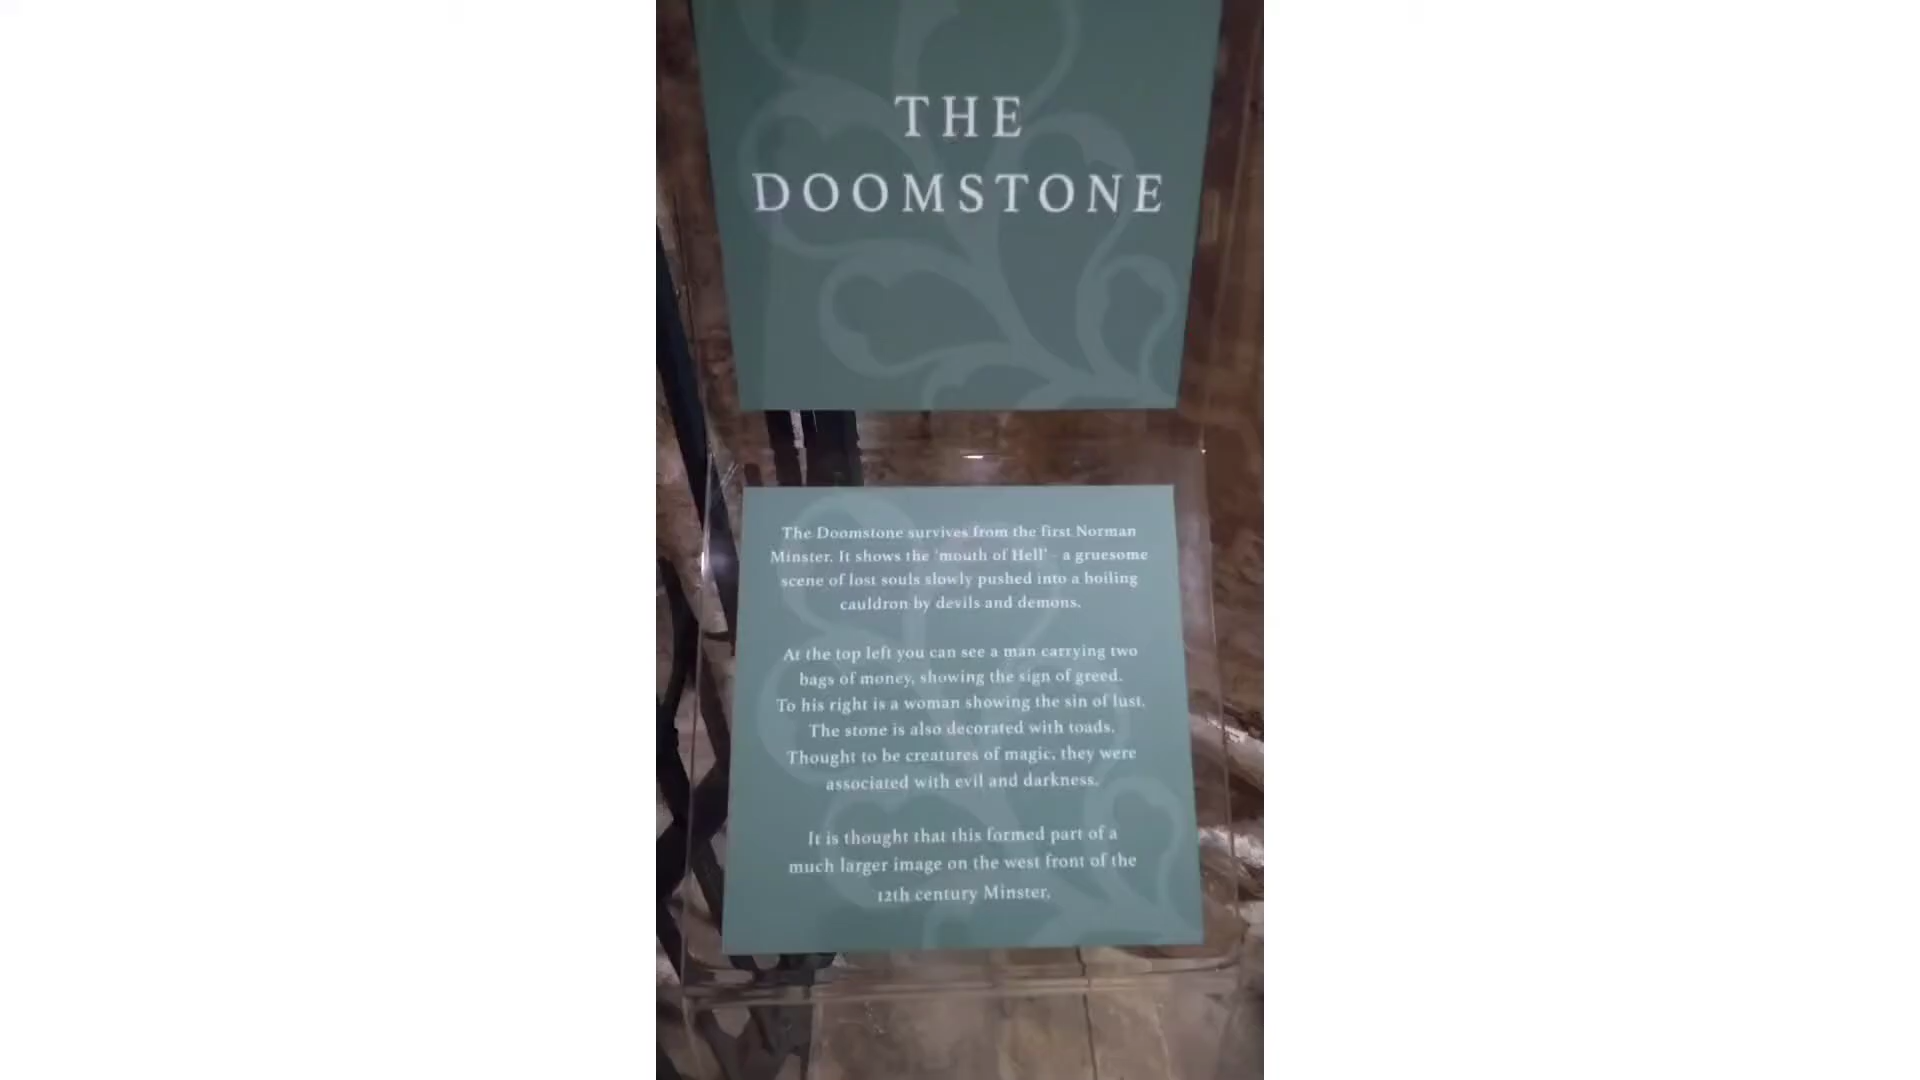 THE
DOOMSTONE
The Doomstone survives from the first Norman
Minster. It shows the 'mouth of Hell' - a gruesome
scene of lost souls slowly pushed into a boiling
cauldron by devils and demons.
At the top left you can see a man carrying two
bags of money, showing the sign of greed.
To his right is a woman showing the sin of lust.
The stone is also decorated with toads.
Thought to be creatures of magic, they were
associated with evil and darkness.
It is thought that this formed part of a
much larger image on the west front of the
12th century Minster.